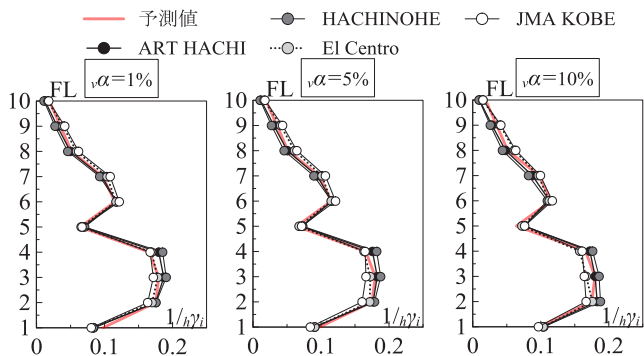 予測値 HACHINOHE JMA KOBE
ART HACHI El Centro
FL vα=1% FL vα=5% FL vα=10%
10 10 10
9 9 9
8 8 8
7 7 7
6 6 6
5 5 5
4 4 4
3 3 3
2 1/hγi 2 1/hγi 2 1/hγi
1 1 1
0 0.1 0.2 0 0.1 0.2 0 0.1 0.2